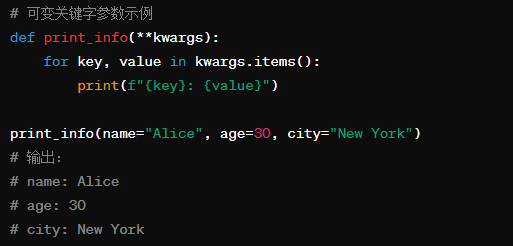 # 可变关键字参数示例
def print_info(**kwargs):
    for key, value in kwargs.items():
        print(f"{key}: {value}")

print_info(name="Alice", age=30, city="New York")
# 输出：
# name: Alice
# age: 30
# city: New York